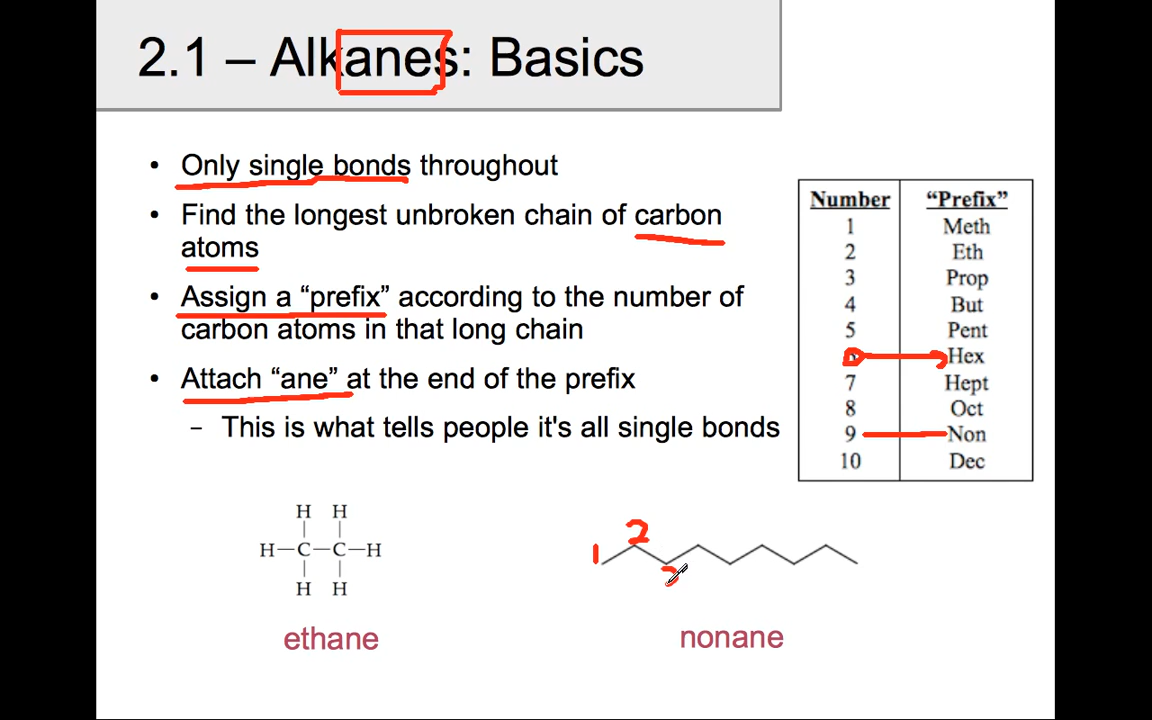 2.1 – Alkanes: Basics
• Only single bonds throughout
• Find the longest unbroken chain of carbon
atoms
• Assign a “prefix” according to the number of
carbon atoms in that long chain
• Attach “ane” at the end of the prefix
– This is what tells people it's all single bonds
Number “Prefix”
1 Meth
2 Eth
3 Prop
4 But
5 Pent
6 Hex
7 Hept
8 Oct
9 Non
10 Dec
H H
H–C–C–H
H H
ethane
1 2
nonane